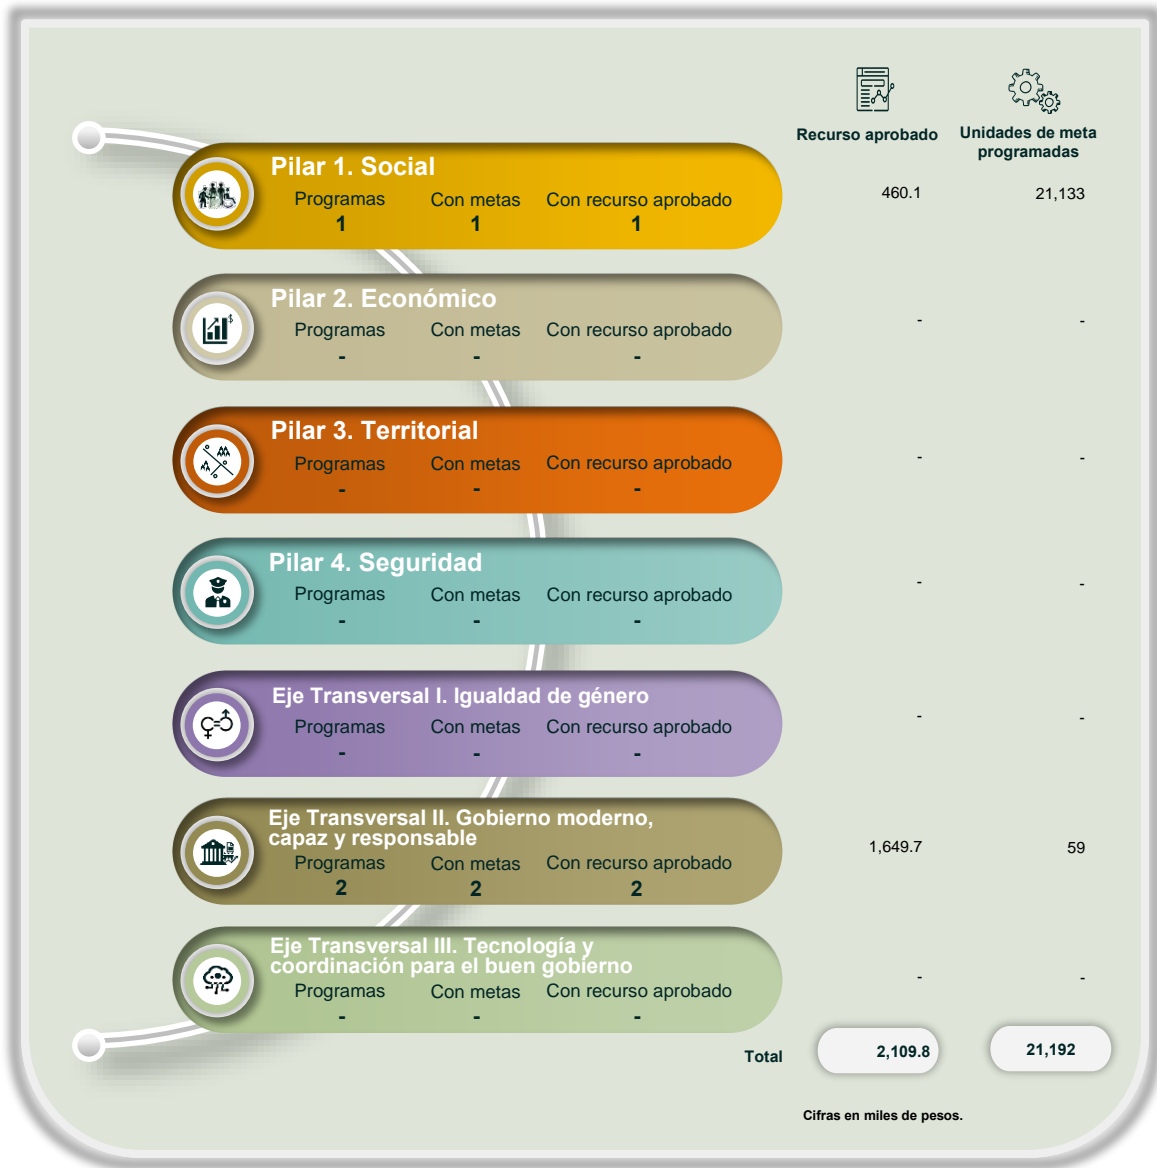 Recurso aprobado
Unidades de meta
programadas
Pilar 1. Social
Programas Con metas Con recurso aprobado
1 1 1
460.1 21,133
Pilar 2. Económico
Programas Con metas Con recurso aprobado
- - -
- -
Pilar 3. Territorial
Programas Con metas Con recurso aprobado
- - -
- -
Pilar 4. Seguridad
Programas Con metas Con recurso aprobado
- - -
- -
Eje Transversal I. Igualdad de género
Programas Con metas Con recurso aprobado
- - -
- -
Eje Transversal II. Gobierno moderno,
capaz y responsable
Programas Con metas Con recurso aprobado
2 2 2
1,649.7 59
Eje Transversal III. Tecnología y
coordinación para el buen gobierno
Programas Con metas Con recurso aprobado
- - -
- -
Total 2,109.8 21,192
Cifras en miles de pesos.